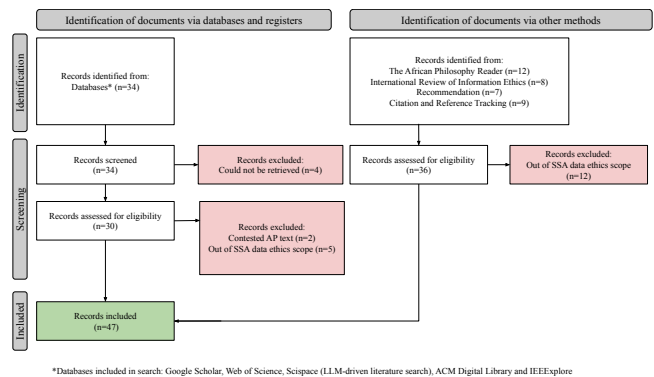 Identification of documents via databases and registers
Identification of documents via other methods
Identification
Records identified from:
Databases* (n=34)
Records identified from:
The African Philosophy Reader (n=12)
International Review of Information Ethics (n=8)
Recommendation (n=7)
Citation and Reference Tracking (n=9)
Screening
Records screened
(n=34)
Records excluded:
Could not be retrieved (n=4)
Records assessed for eligibility
(n=36)
Records excluded:
Out of SSA data ethics scope
(n=12)
Records assessed for eligibility
(n=30)
Records excluded:
Contested AP text (n=2)
Out of SSA data ethics scope (n=5)
Included
Records included
(n=47)
*Databases included in search: Google Scholar, Web of Science, Scispace (LLM-driven literature search), ACM Digital Library and IEEExplore